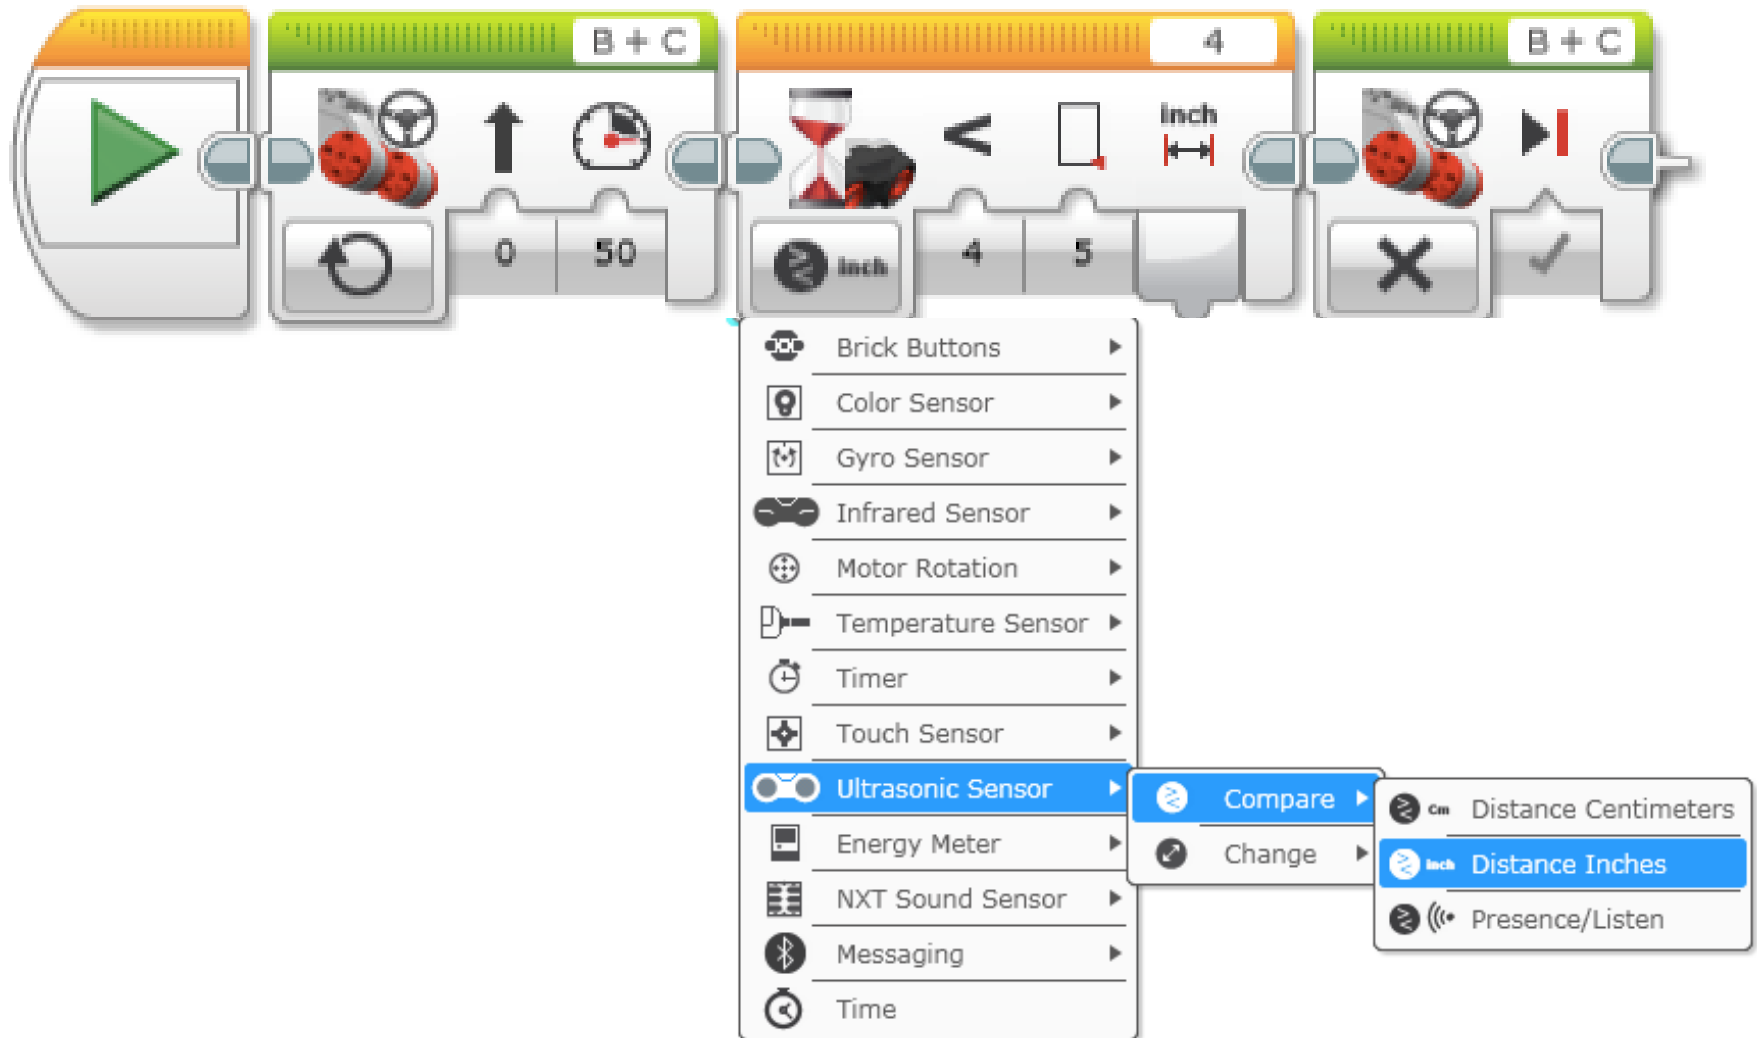 B + C
4
B + C
inch
0
50
inch
4
5
Brick Buttons
Color Sensor
Gyro Sensor
Infrared Sensor
Motor Rotation
Temperature Sensor
Timer
Touch Sensor
Ultrasonic Sensor
Energy Meter
NXT Sound Sensor
Messaging
Time
Compare
Change
cm Distance Centimeters
inch Distance Inches
Presence/Listen